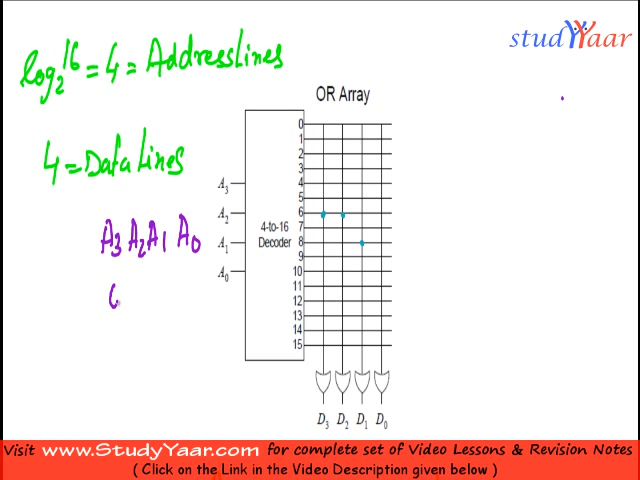 studYYaar
log₂16 = 4 = Address Lines
OR Array
4 = Data Lines
0
1
2
3
4
5
6
7
8
9
10
11
12
13
14
15
A3
A2
A1
A0
4-to-16
Decoder
A3 A2 A1 A0
D3 D2 D1 D0
Visit www.StudyYaar.com for complete set of Video Lessons & Revision Notes
( Click on the Link in the Video Description given below )